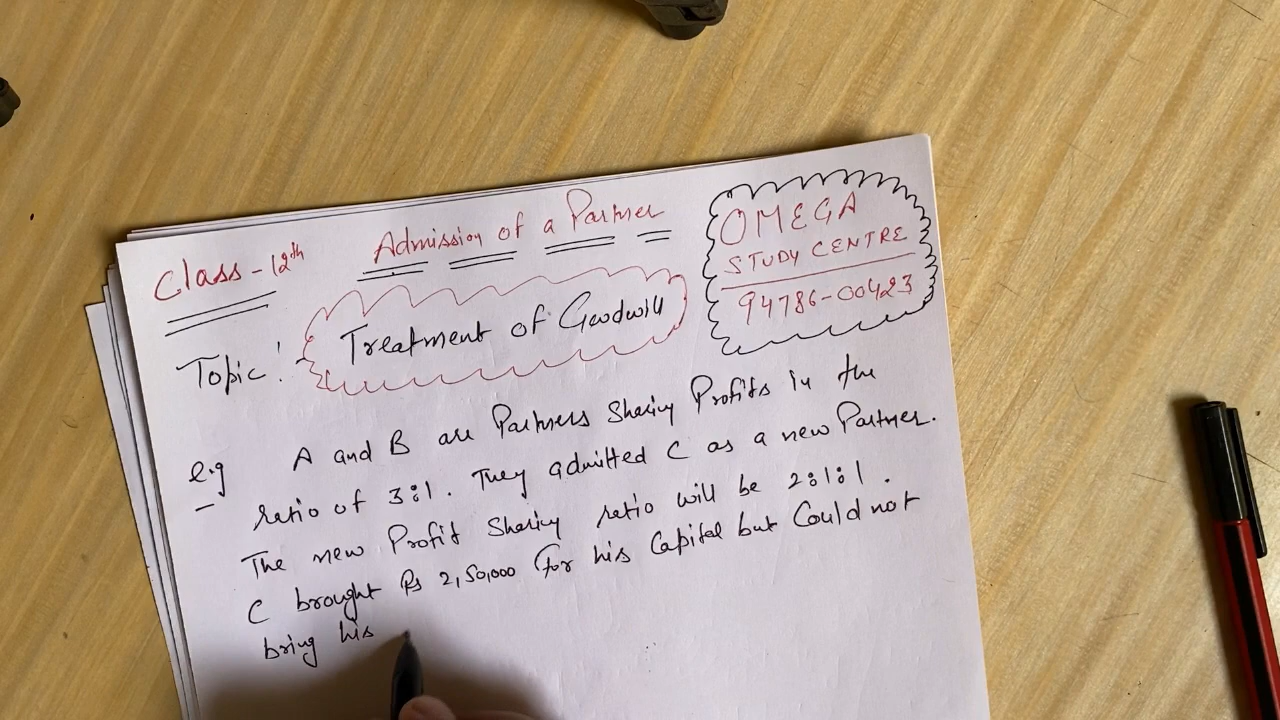 Class - 12th
Admission of a Partner
OMEGA
STUDY CENTRE
94786-00423
Topic:- Treatment of Goodwill
e.g A and B are Partners Sharing Profits in the
ratio of 3:1. They admitted C as a new Partner.
The new Profit Sharing ratio will be 2:1:1.
C brought Rs 2,50,000 for his Capital but Could not
bring his